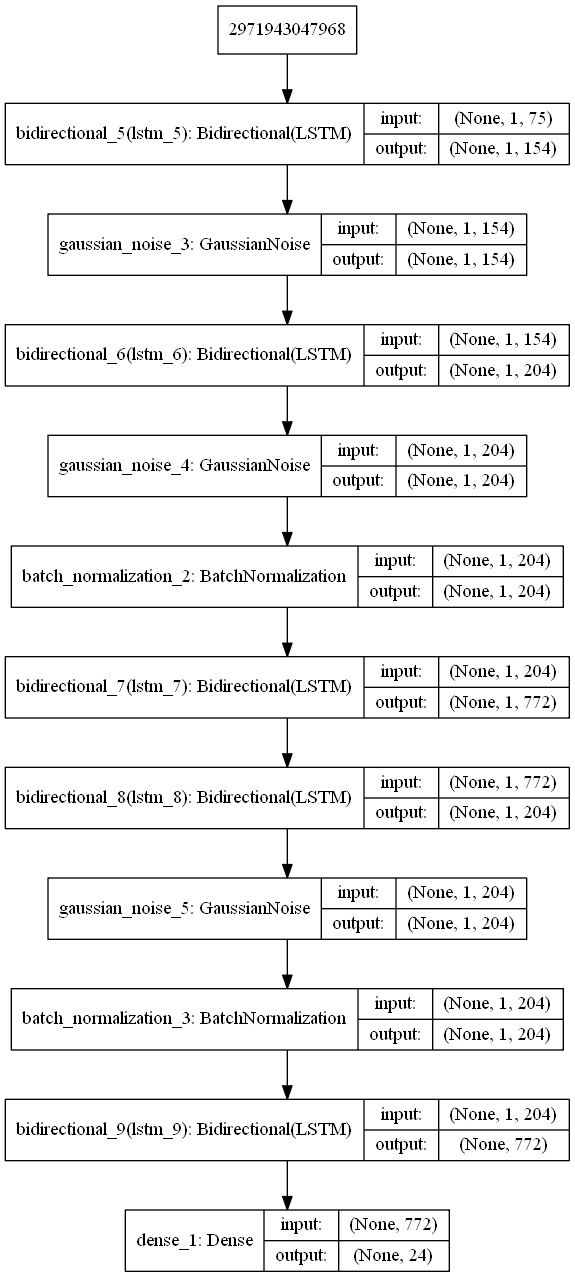 2971943047968
bidirectional_5(lstm_5): Bidirectional(LSTM)
input: (None, 1, 75)
output: (None, 1, 154)
gaussian_noise_3: GaussianNoise
input: (None, 1, 154)
output: (None, 1, 154)
bidirectional_6(lstm_6): Bidirectional(LSTM)
input: (None, 1, 154)
output: (None, 1, 204)
gaussian_noise_4: GaussianNoise
input: (None, 1, 204)
output: (None, 1, 204)
batch_normalization_2: BatchNormalization
input: (None, 1, 204)
output: (None, 1, 204)
bidirectional_7(lstm_7): Bidirectional(LSTM)
input: (None, 1, 204)
output: (None, 1, 772)
bidirectional_8(lstm_8): Bidirectional(LSTM)
input: (None, 1, 772)
output: (None, 1, 204)
gaussian_noise_5: GaussianNoise
input: (None, 1, 204)
output: (None, 1, 204)
batch_normalization_3: BatchNormalization
input: (None, 1, 204)
output: (None, 1, 204)
bidirectional_9(lstm_9): Bidirectional(LSTM)
input: (None, 1, 204)
output: (None, 772)
dense_1: Dense
input: (None, 772)
output: (None, 24)